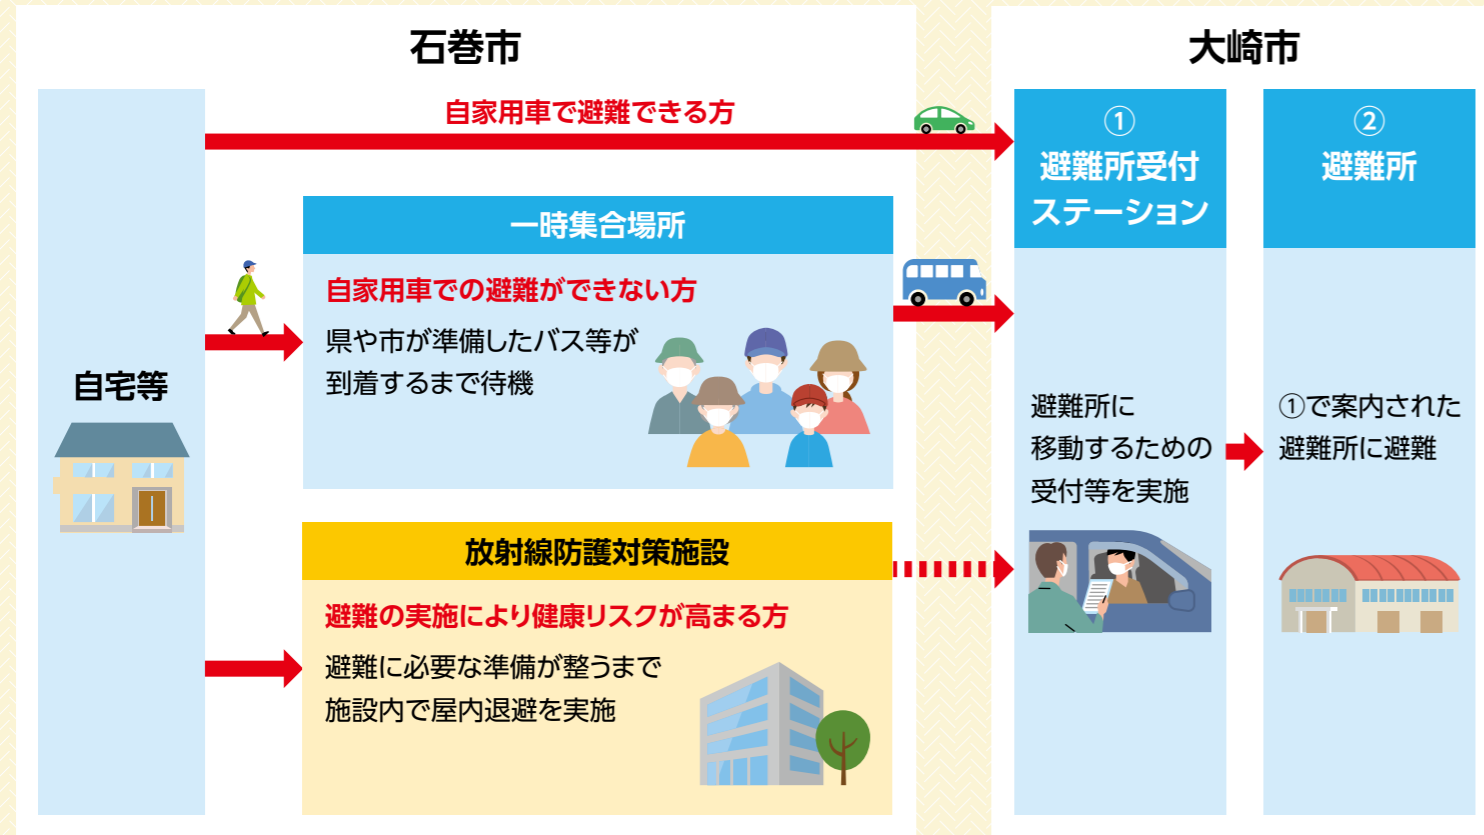 石巻市
自宅等
自家用車で避難できる方
一時集合場所
自家用車での避難ができない方
県や市が準備したバス等が
到着するまで待機
放射線防護対策施設
避難の実施により健康リスクが高まる方
避難に必要な準備が整うまで
施設内で屋内退避を実施
大崎市
①
避難所受付
ステーション
避難所に
移動するための
受付等を実施
②
避難所
①で案内された
避難所に避難